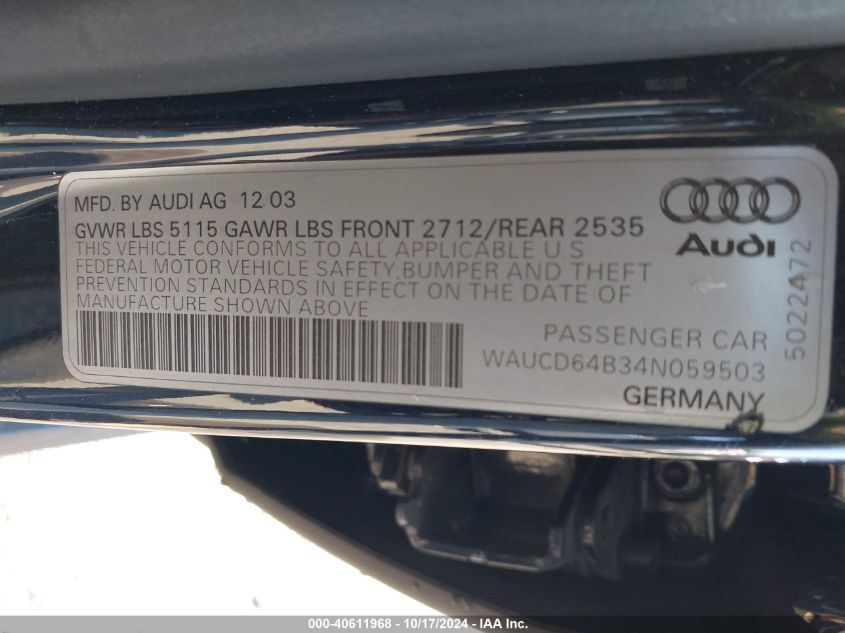 MFD. BY AUDI AG 12 03
GVWR LBS 5115 GAWR LBS FRONT 2712/REAR 2535
THIS VEHICLE CONFORMS TO ALL APPLICABLE U.S
FEDERAL MOTOR VEHICLE SAFETY, BUMPER AND THEFT
PREVENTION STANDARDS IN EFFECT ON THE DATE OF
MANUFACTURE SHOWN ABOVE
Audi
5022472
PASSENGER CAR
WAUCD64B34N059503
GERMANY
000-40611968 - 10/17/2024 - IAA Inc.